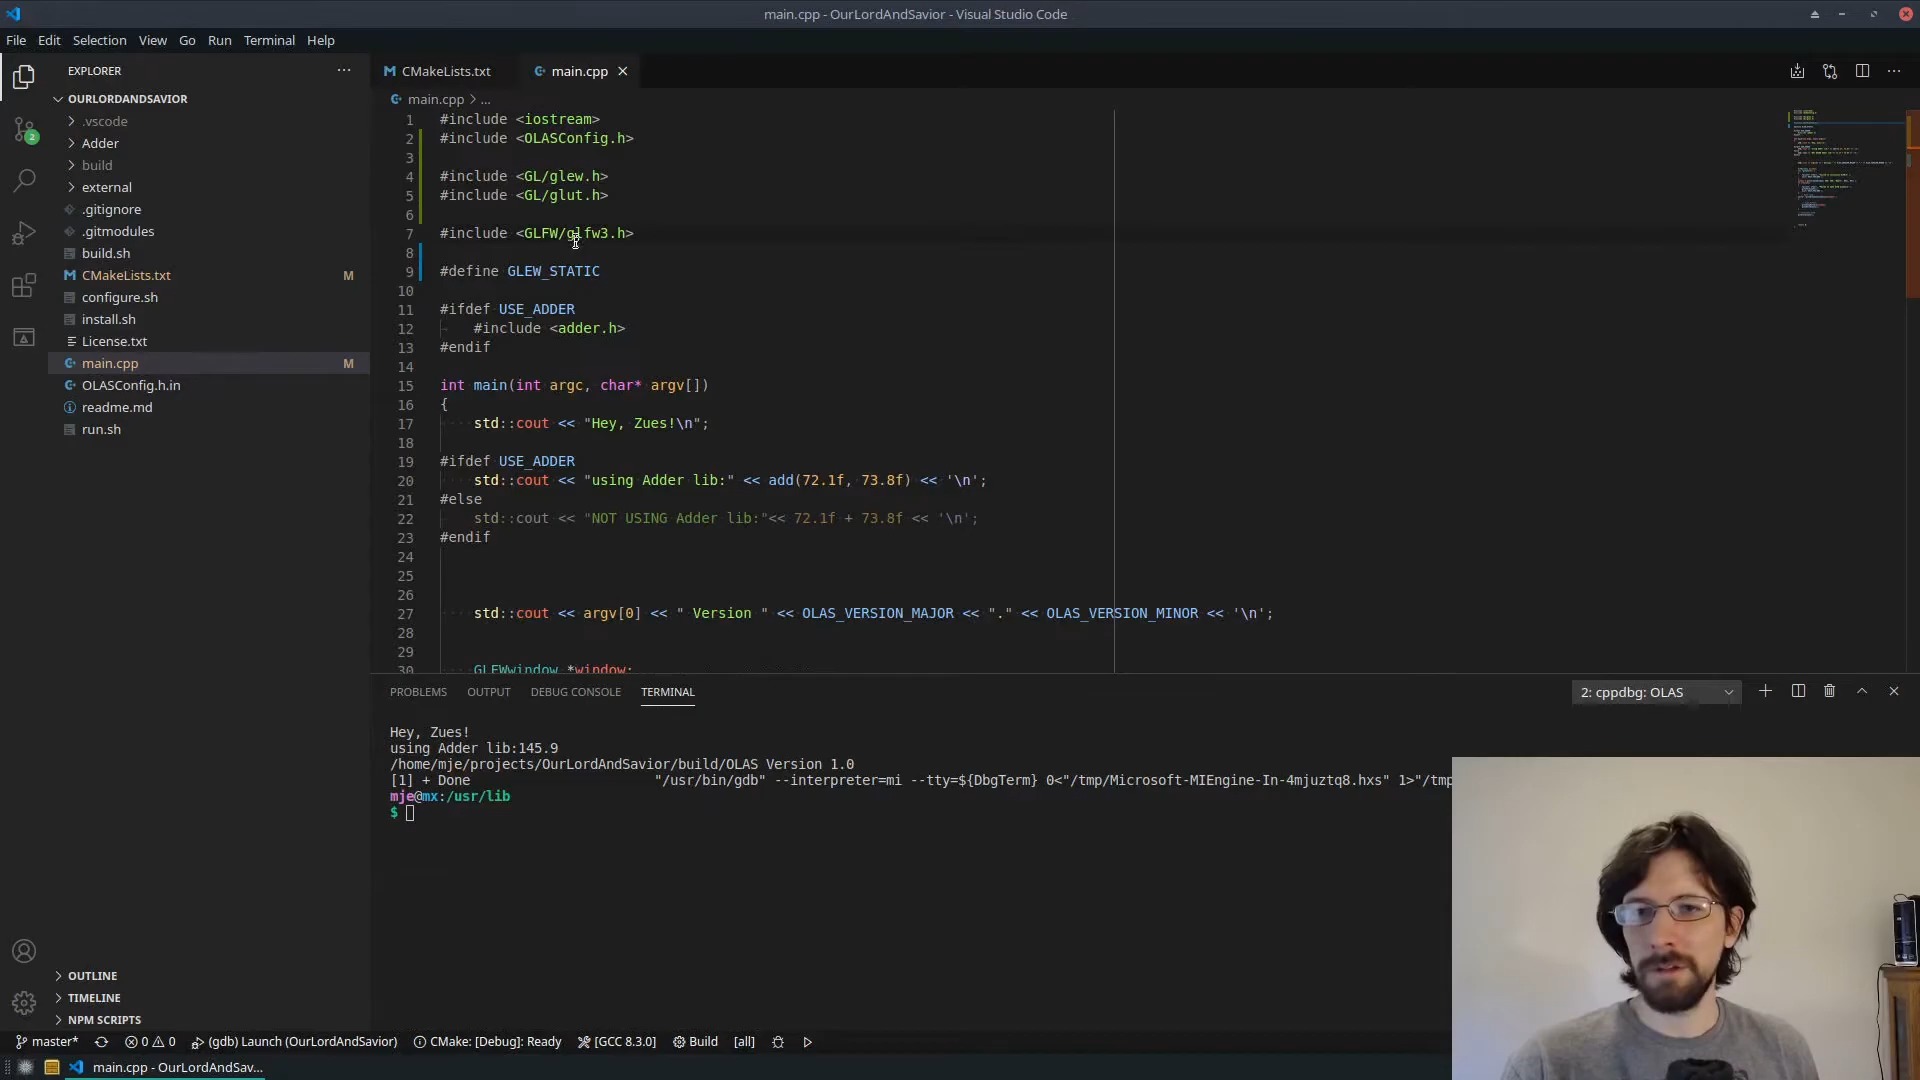 main.cpp - OurLordAndSavior - Visual Studio Code
File Edit Selection View Go Run Terminal Help
EXPLORER
OURLORDANDSAVIOR
.vscode
Adder
build
external
.gitignore
.gitmodules
build.sh
CMakeLists.txt M
configure.sh
install.sh
License.txt
main.cpp M
OLASConfig.h.in
readme.md
run.sh
OUTLINE
TIMELINE
NPM SCRIPTS
2
CMakeLists.txt main.cpp
main.cpp > ...
1 #include <iostream>
2 #include <OLASConfig.h>
3
4 #include <GL/glew.h>
5 #include <GL/glut.h>
6
7 #include <GLFW/glfw3.h>
8
9 #define GLEW_STATIC
10
11 #ifdef USE_ADDER
12 #include <adder.h>
13 #endif
14
15 int main(int argc, char* argv[])
16 {
17 std::cout << "Hey, Zues!\n";
18
19 #ifdef USE_ADDER
20 std::cout << "using Adder lib:" << add(72.1f, 73.8f) << '\n';
21 #else
22 std::cout << "NOT USING Adder lib:"<< 72.1f + 73.8f << '\n';
23 #endif
24
25
26
27 std::cout << argv[0] << " Version " << OLAS_VERSION_MAJOR << "." << OLAS_VERSION_MINOR << '\n';
28
29
30 GLFWwindow *window;
PROBLEMS OUTPUT DEBUG CONSOLE TERMINAL
2: cppdbg: OLAS
Hey, Zues!
using Adder lib:145.9
/home/mje/projects/OurLordAndSavior/build/OLAS Version 1.0
[1] + Done "/usr/bin/gdb" --interpreter=mi --tty=${DbgTerm} 0<"/tmp/Microsoft-MIEngine-In-4mjuztq8.hxs" 1>"/tmp
mje@mx:/usr/lib
$
master* 0 0 (gdb) Launch (OurLordAndSavior) CMake: [Debug]: Ready [GCC 8.3.0] Build [all]
main.cpp - OurLordAndSav...